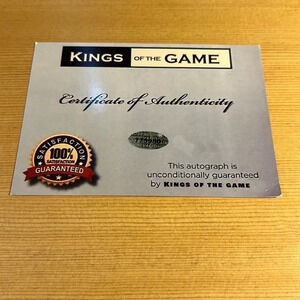 KINGS OF THE GAME
Certificate of Authenticity
SATISFACTION
100%
SATISFACTION
GUARANTEED
This autograph is
unconditionally guaranteed
by KINGS OF THE GAME